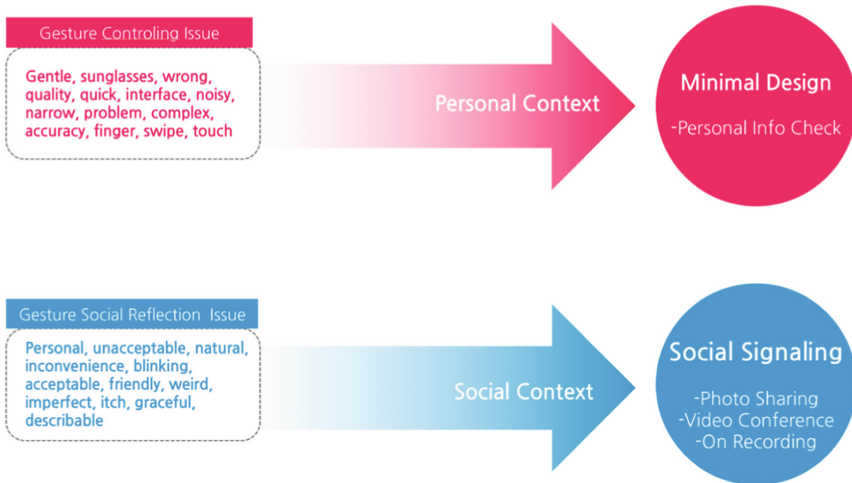 Gesture Controling Issue
Gentle, sunglasses, wrong,
quality, quick, interface, noisy,
narrow, problem, complex,
accuracy, finger, swipe, touch
Personal Context
Minimal Design
-Personal Info Check
Gesture Social Reflection Issue
Personal, unacceptable, natural,
inconvenience, blinking,
acceptable, friendly, weird,
imperfect, itch, graceful,
describable
Social Context
Social Signaling
-Photo Sharing
-Video Conference
-On Recording